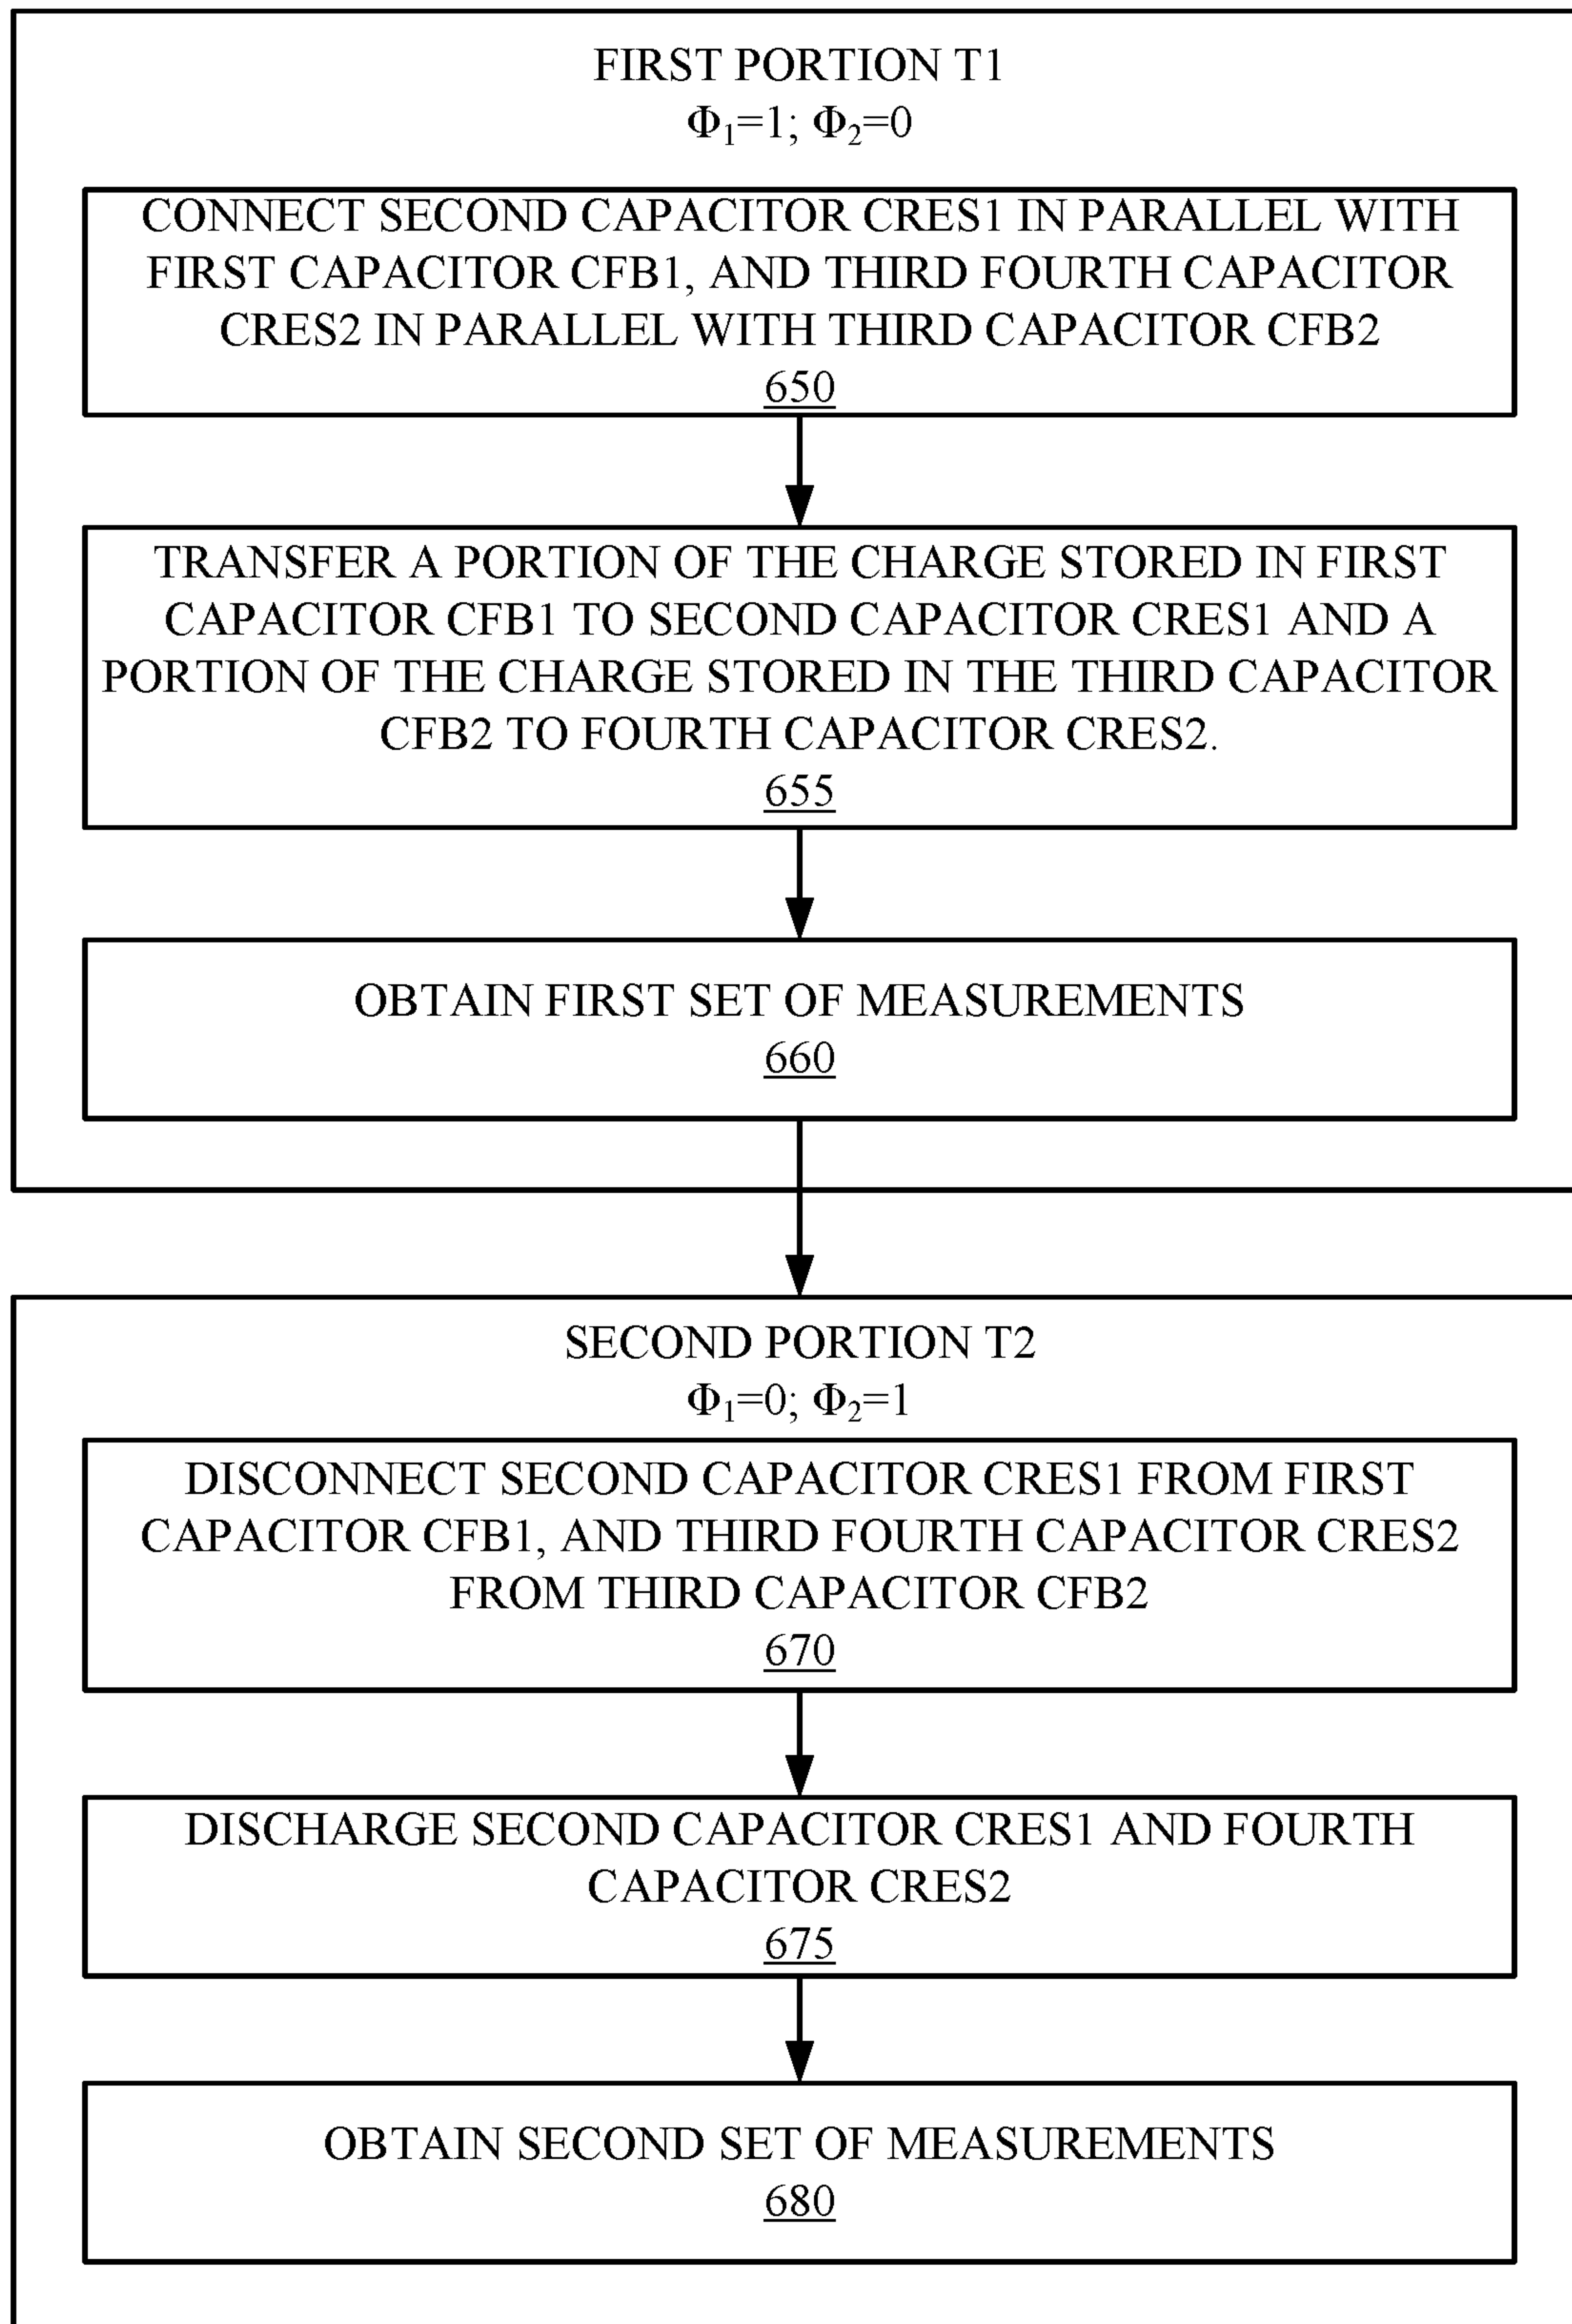 FIRST PORTION T1
Φ₁=1; Φ₂=0
CONNECT SECOND CAPACITOR CRES1 IN PARALLEL WITH
FIRST CAPACITOR CFB1, AND THIRD FOURTH CAPACITOR
CRES2 IN PARALLEL WITH THIRD CAPACITOR CFB2
650
TRANSFER A PORTION OF THE CHARGE STORED IN FIRST
CAPACITOR CFB1 TO SECOND CAPACITOR CRES1 AND A
PORTION OF THE CHARGE STORED IN THE THIRD CAPACITOR
CFB2 TO FOURTH CAPACITOR CRES2.
655
OBTAIN FIRST SET OF MEASUREMENTS
660
SECOND PORTION T2
Φ₁=0; Φ₂=1
DISCONNECT SECOND CAPACITOR CRES1 FROM FIRST
CAPACITOR CFB1, AND THIRD FOURTH CAPACITOR CRES2
FROM THIRD CAPACITOR CFB2
670
DISCHARGE SECOND CAPACITOR CRES1 AND FOURTH
CAPACITOR CRES2
675
OBTAIN SECOND SET OF MEASUREMENTS
680